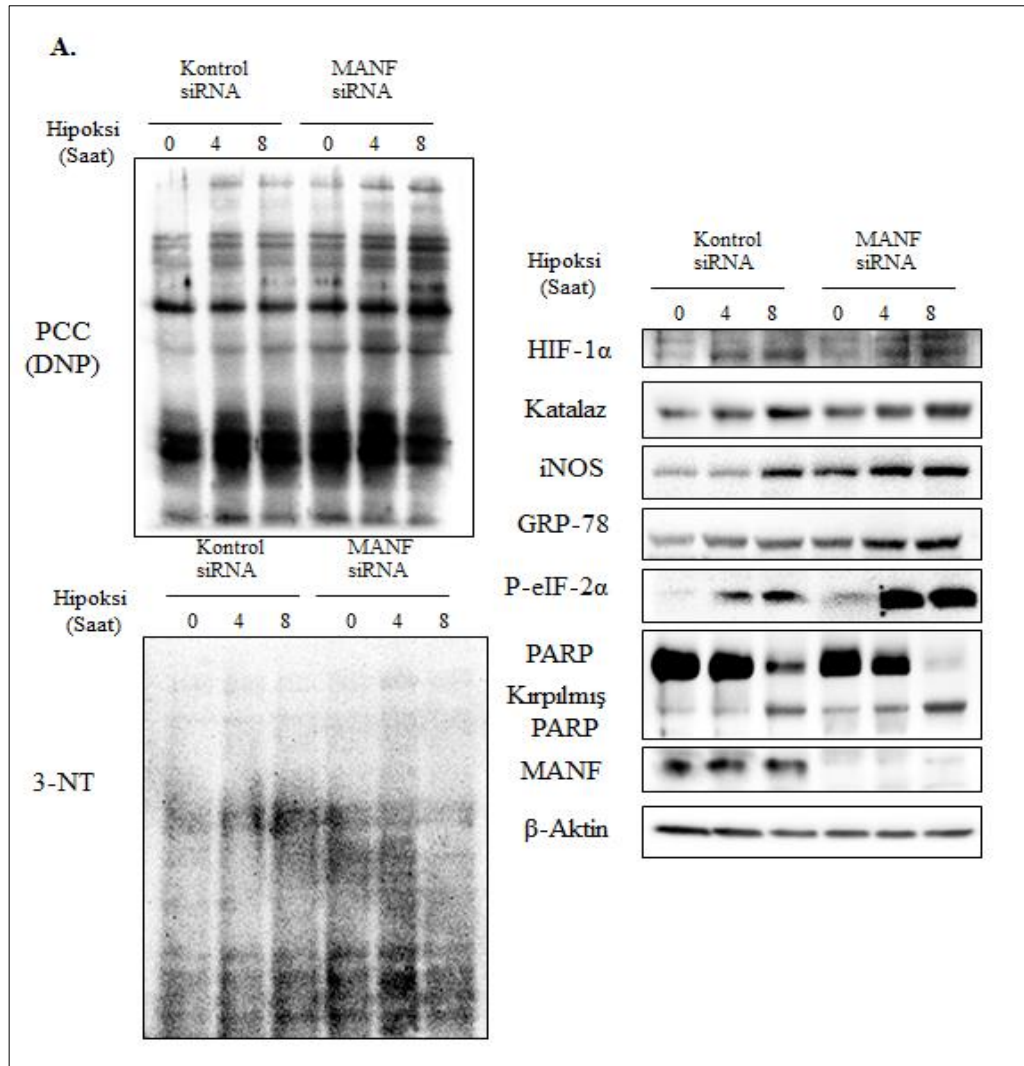 A.
Kontrol
siRNA
MANF
siRNA
Hipoksi
(Saat)
0 4 8 0 4 8
PCC
(DNP)
Kontrol
siRNA
MANF
siRNA
Hipoksi
(Saat)
0 4 8 0 4 8
3-NT
Kontrol
siRNA
MANF
siRNA
Hipoksi
(Saat)
0 4 8 0 4 8
HIF-1α
Katalaz
iNOS
GRP-78
P-eIF-2α
PARP
Kırpılmış
PARP
MANF
β-Aktin